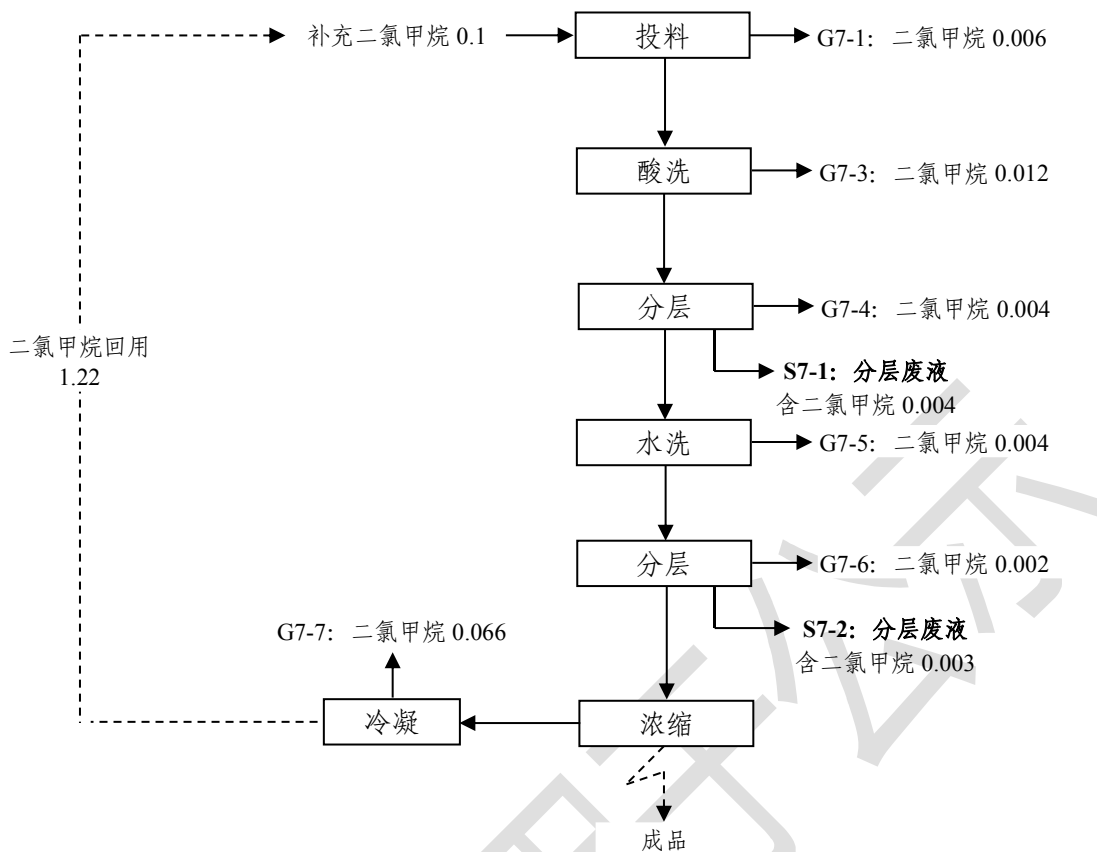 补充二氯甲烷 0.1
投料
G7-1: 二氯甲烷 0.006
酸洗
G7-3: 二氯甲烷 0.012
分层
G7-4: 二氯甲烷 0.004
二氯甲烷回用
1.22
S7-1: 分层废液
含二氯甲烷 0.004
水洗
G7-5: 二氯甲烷 0.004
分层
G7-6: 二氯甲烷 0.002
G7-7: 二氯甲烷 0.066
S7-2: 分层废液
含二氯甲烷 0.003
冷凝
浓缩
成品
于公示